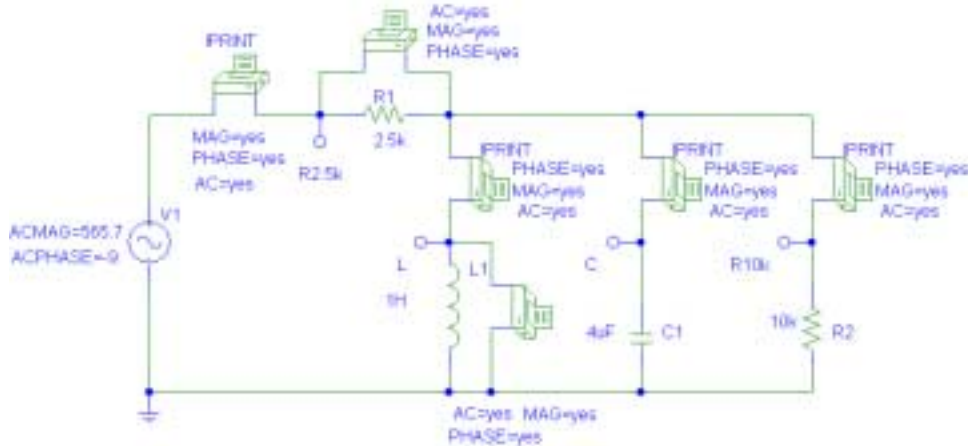 AC=yes
MAG=yes
PHASE=yes
IPRINT
R1
2.5k
MAG=yes
PHASE=yes
AC=yes
R2.5k
IPRINT
PHASE=yes
MAG=yes
AC=yes
IPRINT
PHASE=yes
MAG=yes
AC=yes
IPRINT
PHASE=yes
MAG=yes
AC=yes
V1
ACMAG=565.7
ACPHASE=-9
L
L1
1H
C
4uF
C1
R10k
10k
R2
AC=yes MAG=yes
PHASE=yes